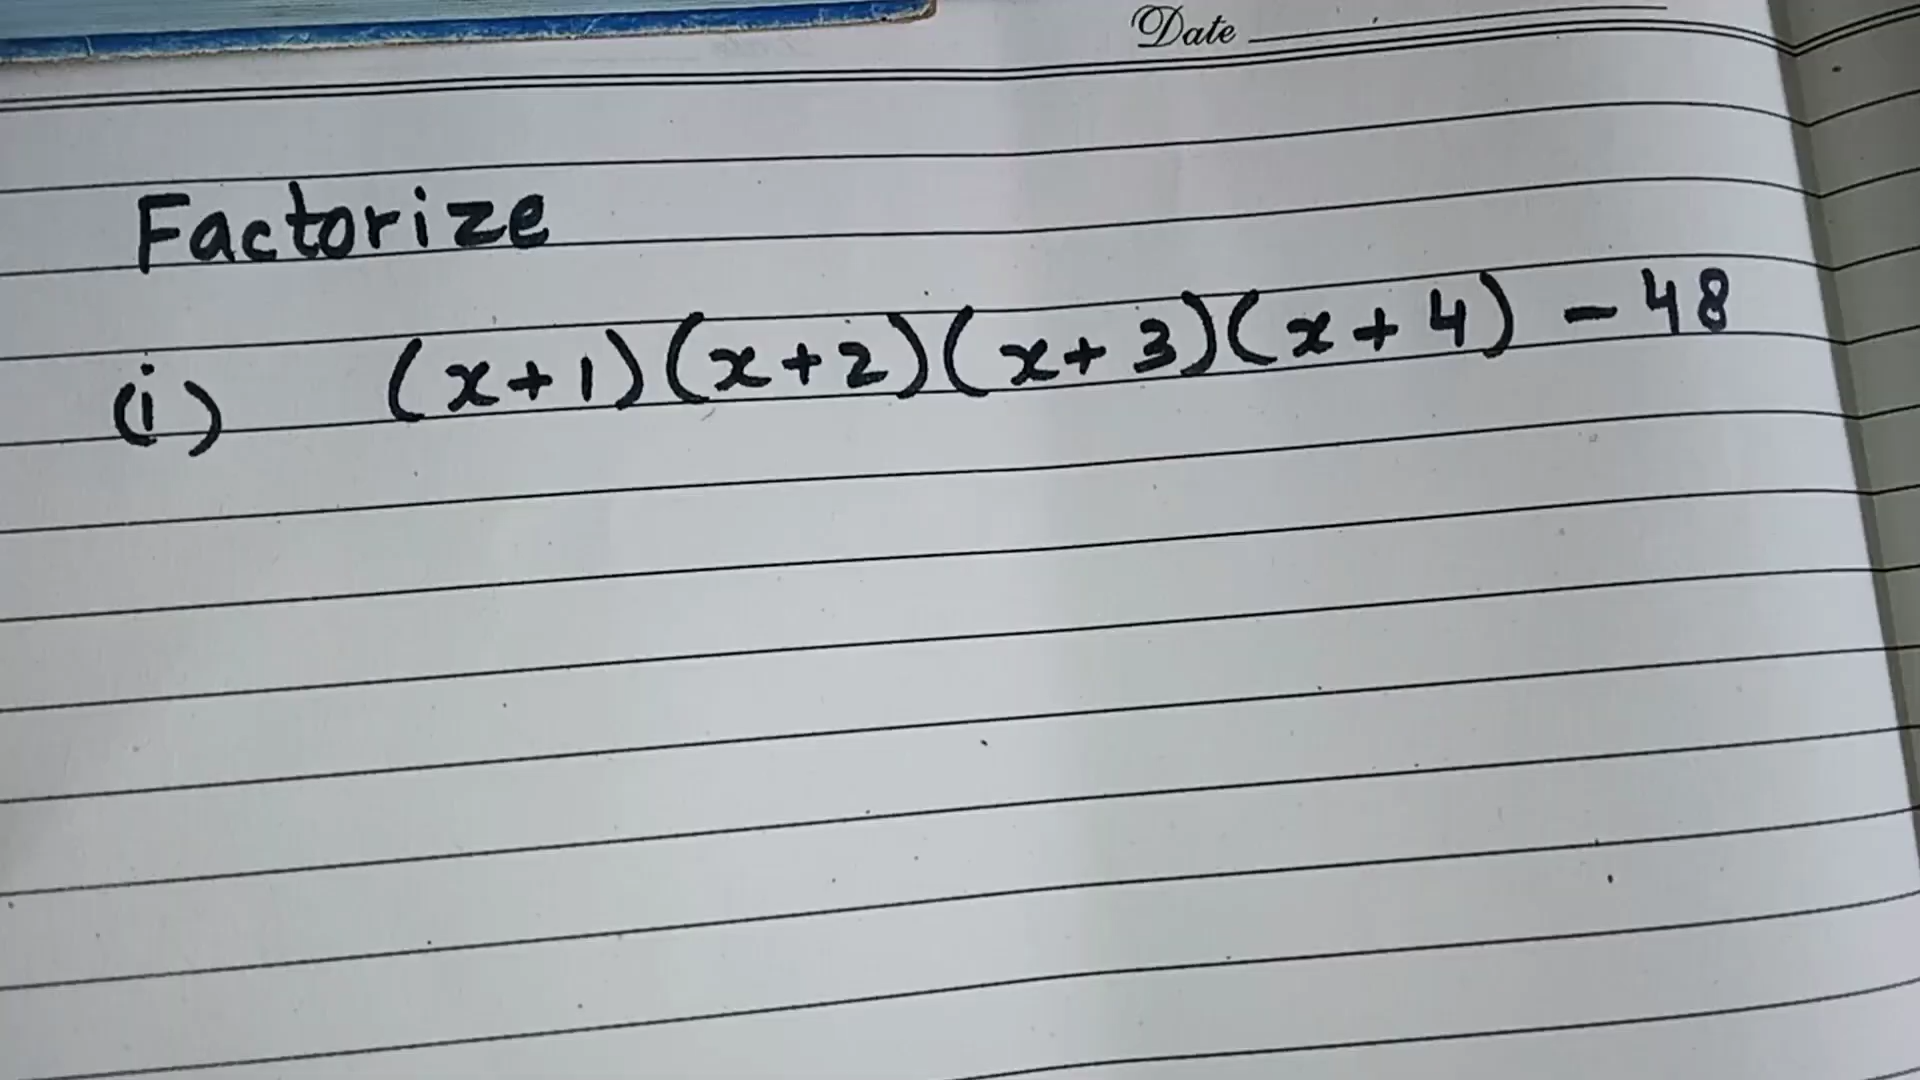 Date
Factorize
(i) (x+1)(x+2)(x+3)(x+4) - 48